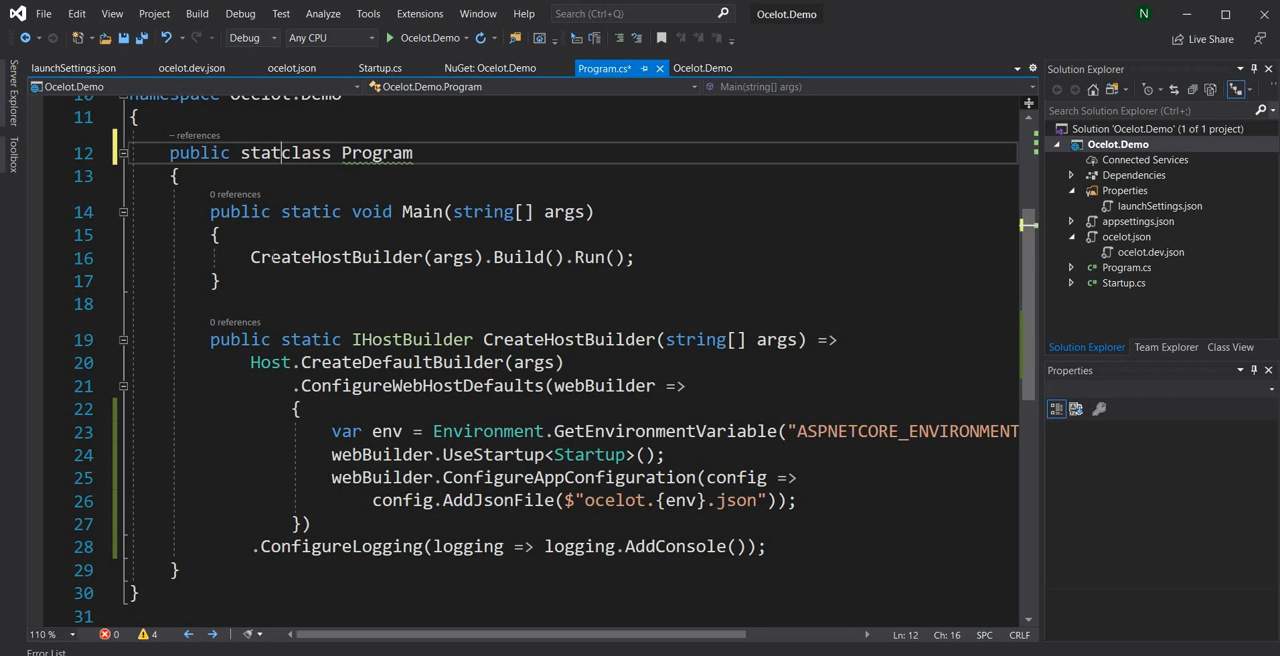 File Edit View Project Build Debug Test Analyze Tools Extensions Window Help Search (Ctrl+Q) Ocelot.Demo N
Debug Any CPU Ocelot.Demo Live Share
Server Explorer
Toolbox
launchSettings.json ocelot.dev.json ocelot.json Startup.cs NuGet: Ocelot.Demo Program.cs* Ocelot.Demo
Ocelot.Demo Ocelot.Demo.Program Main(string[] args)
10 namespace Ocelot.Demo
11 {
– references
12 public statclass Program
13 {
0 references
14 public static void Main(string[] args)
15 {
16 CreateHostBuilder(args).Build().Run();
17 }
18
0 references
19 public static IHostBuilder CreateHostBuilder(string[] args) =>
20 Host.CreateDefaultBuilder(args)
21 .ConfigureWebHostDefaults(webBuilder =>
22 {
23 var env = Environment.GetEnvironmentVariable("ASPNETCORE_ENVIRONMENT
24 webBuilder.UseStartup<Startup>();
25 webBuilder.ConfigureAppConfiguration(config =>
26 config.AddJsonFile($"ocelot.{env}.json"));
27 })
28 .ConfigureLogging(logging => logging.AddConsole());
29 }
30 }
31
110 % 0 4 Ln: 12 Ch: 16 SPC CRLF
Error List
Solution Explorer
Search Solution Explorer (Ctrl+;)
Solution 'Ocelot.Demo' (1 of 1 project)
Ocelot.Demo
Connected Services
Dependencies
Properties
launchSettings.json
appsettings.json
ocelot.json
ocelot.dev.json
C# Program.cs
C# Startup.cs
Solution Explorer Team Explorer Class View
Properties